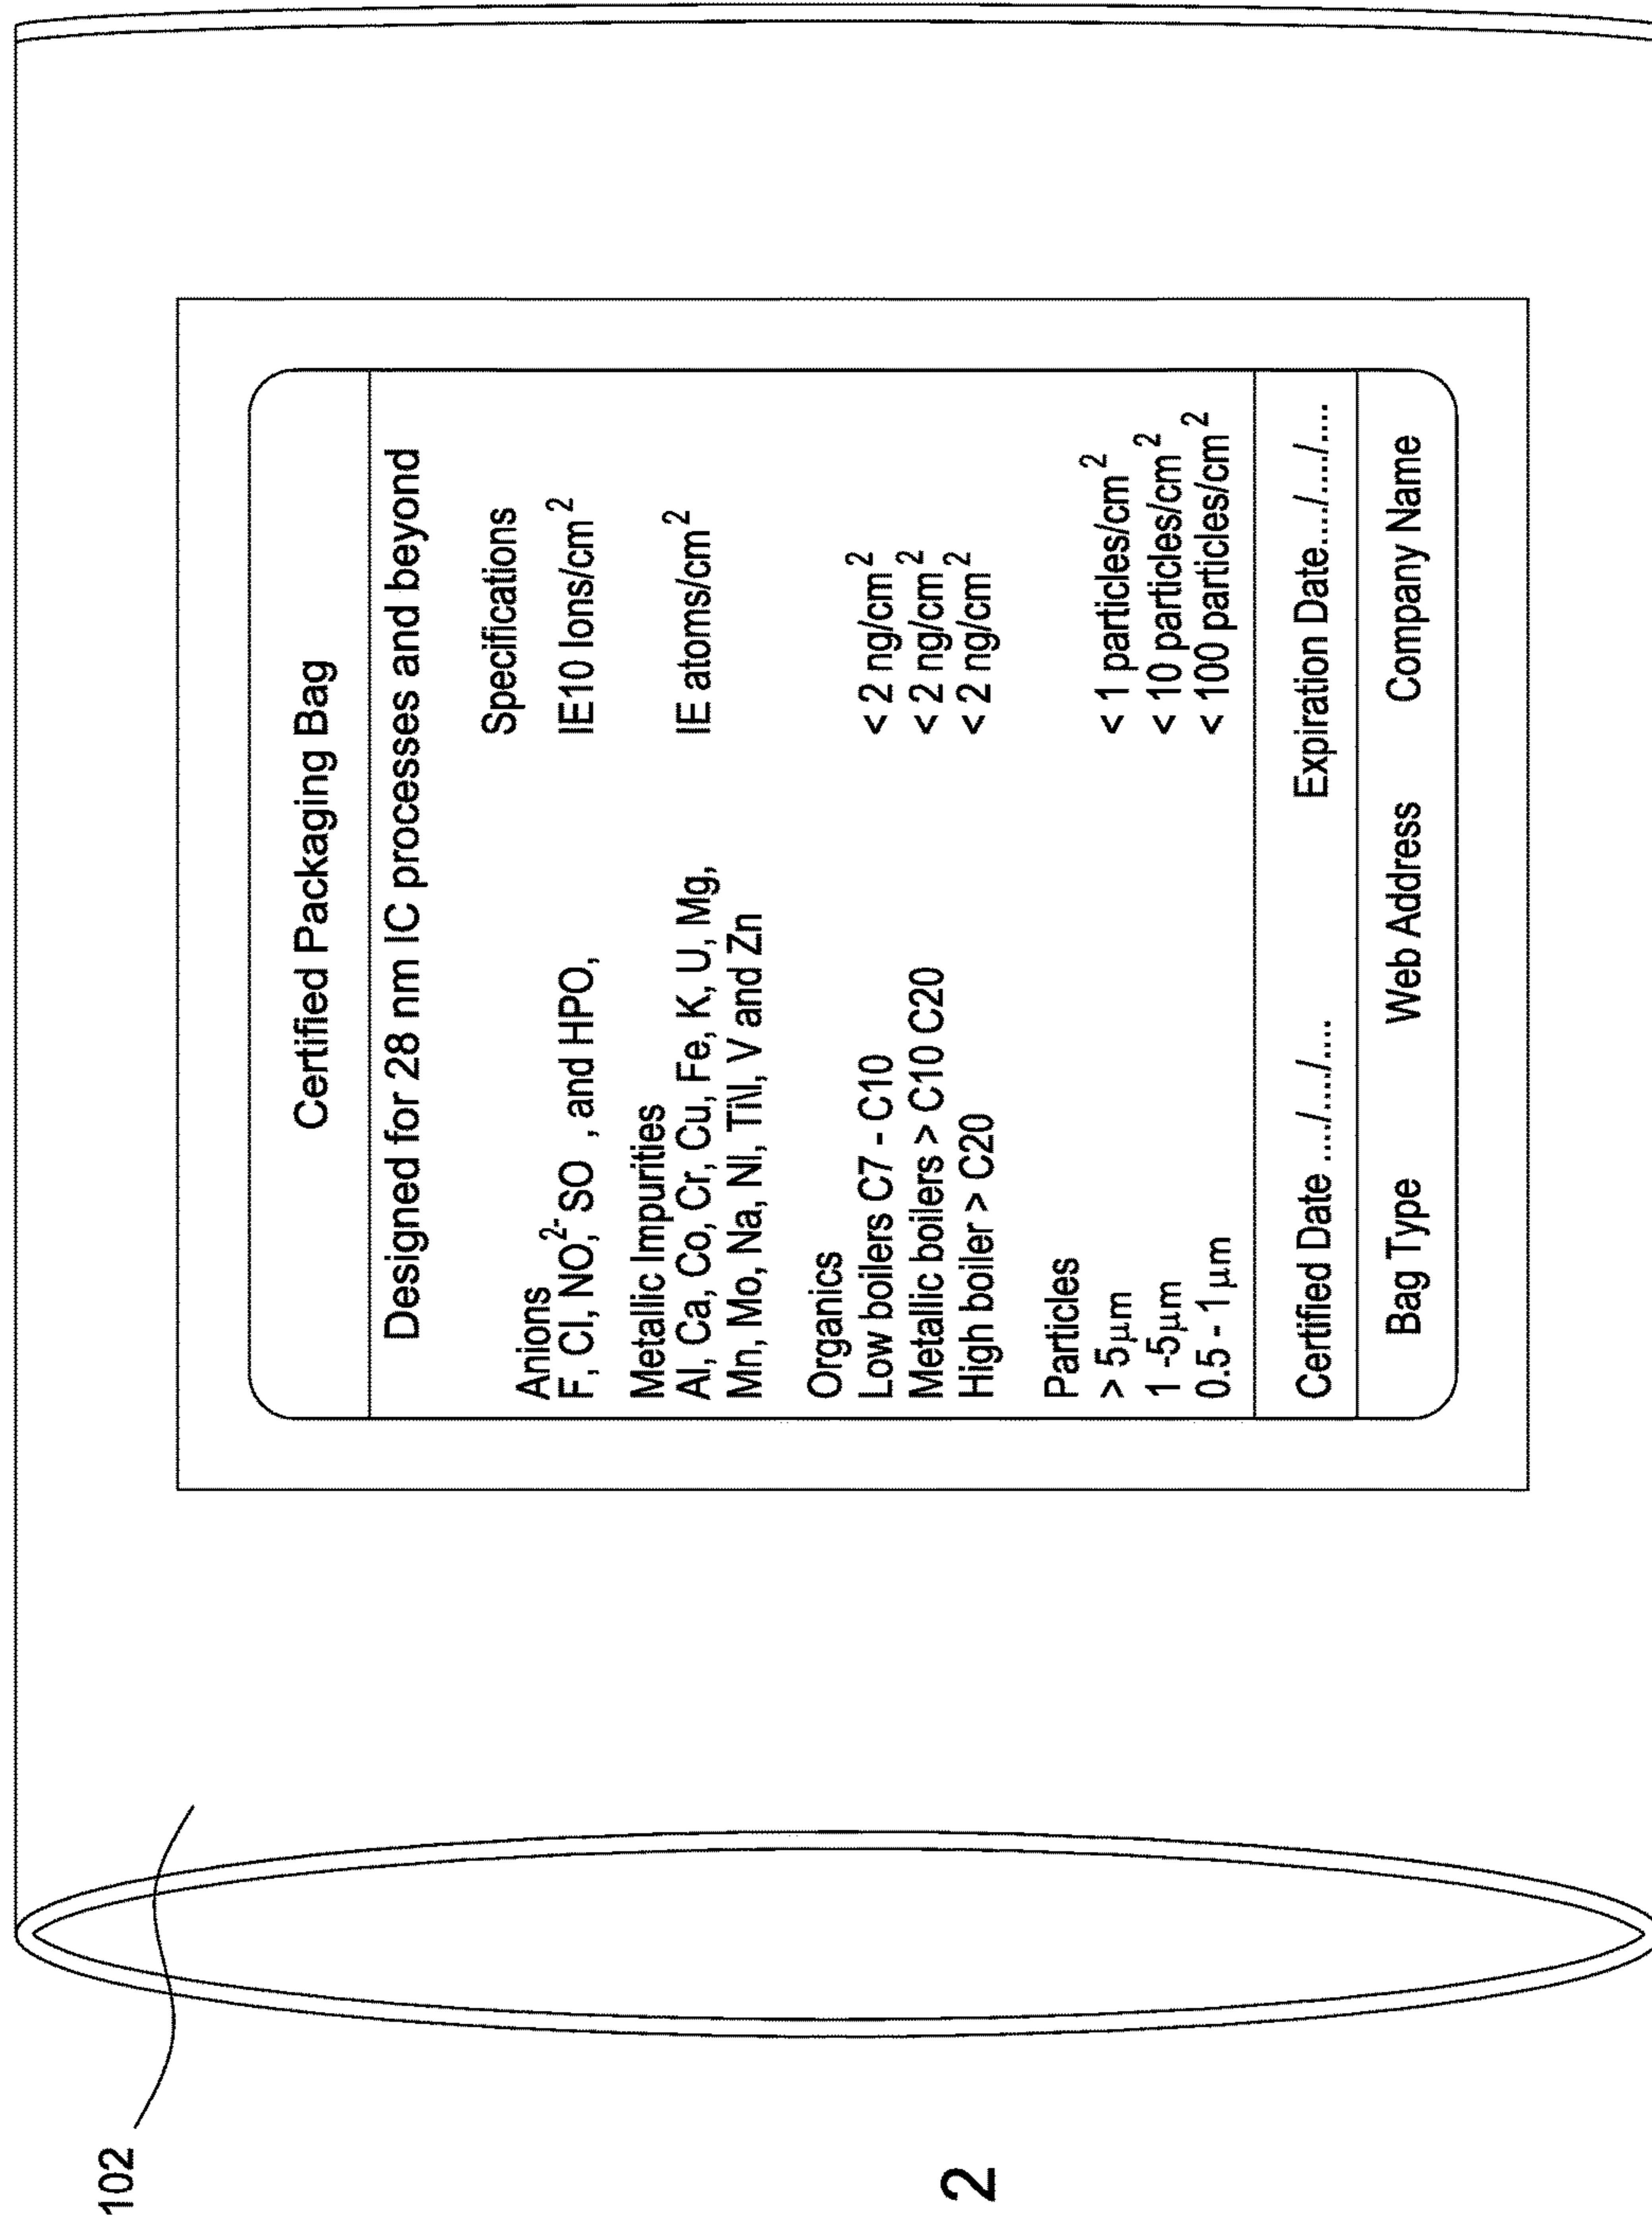 102
Certified Packaging Bag
Designed for 28 nm IC processes and beyond
Specifications
Anions
F, Cl, NO,²⁻ SO , and HPO, IE10 Ions/cm²
Metallic Impurities
Al, Ca, Co, Cr, Cu, Fe, K, U, Mg, IE atoms/cm²
Mn, Mo, Na, NI, Ti\I, V and Zn
Organics
Low boilers C7 - C10 < 2 ng/cm²
Metallic boilers > C10 C20 < 2 ng/cm²
High boiler > C20 < 2 ng/cm²
Particles
> 5μm < 1 particles/cm²
1 -5μm < 10 particles/cm²
0.5 - 1μm < 100 particles/cm²
Certified Date ..../..../.... Expiration Date..../..../....
Bag Type Web Address Company Name
2